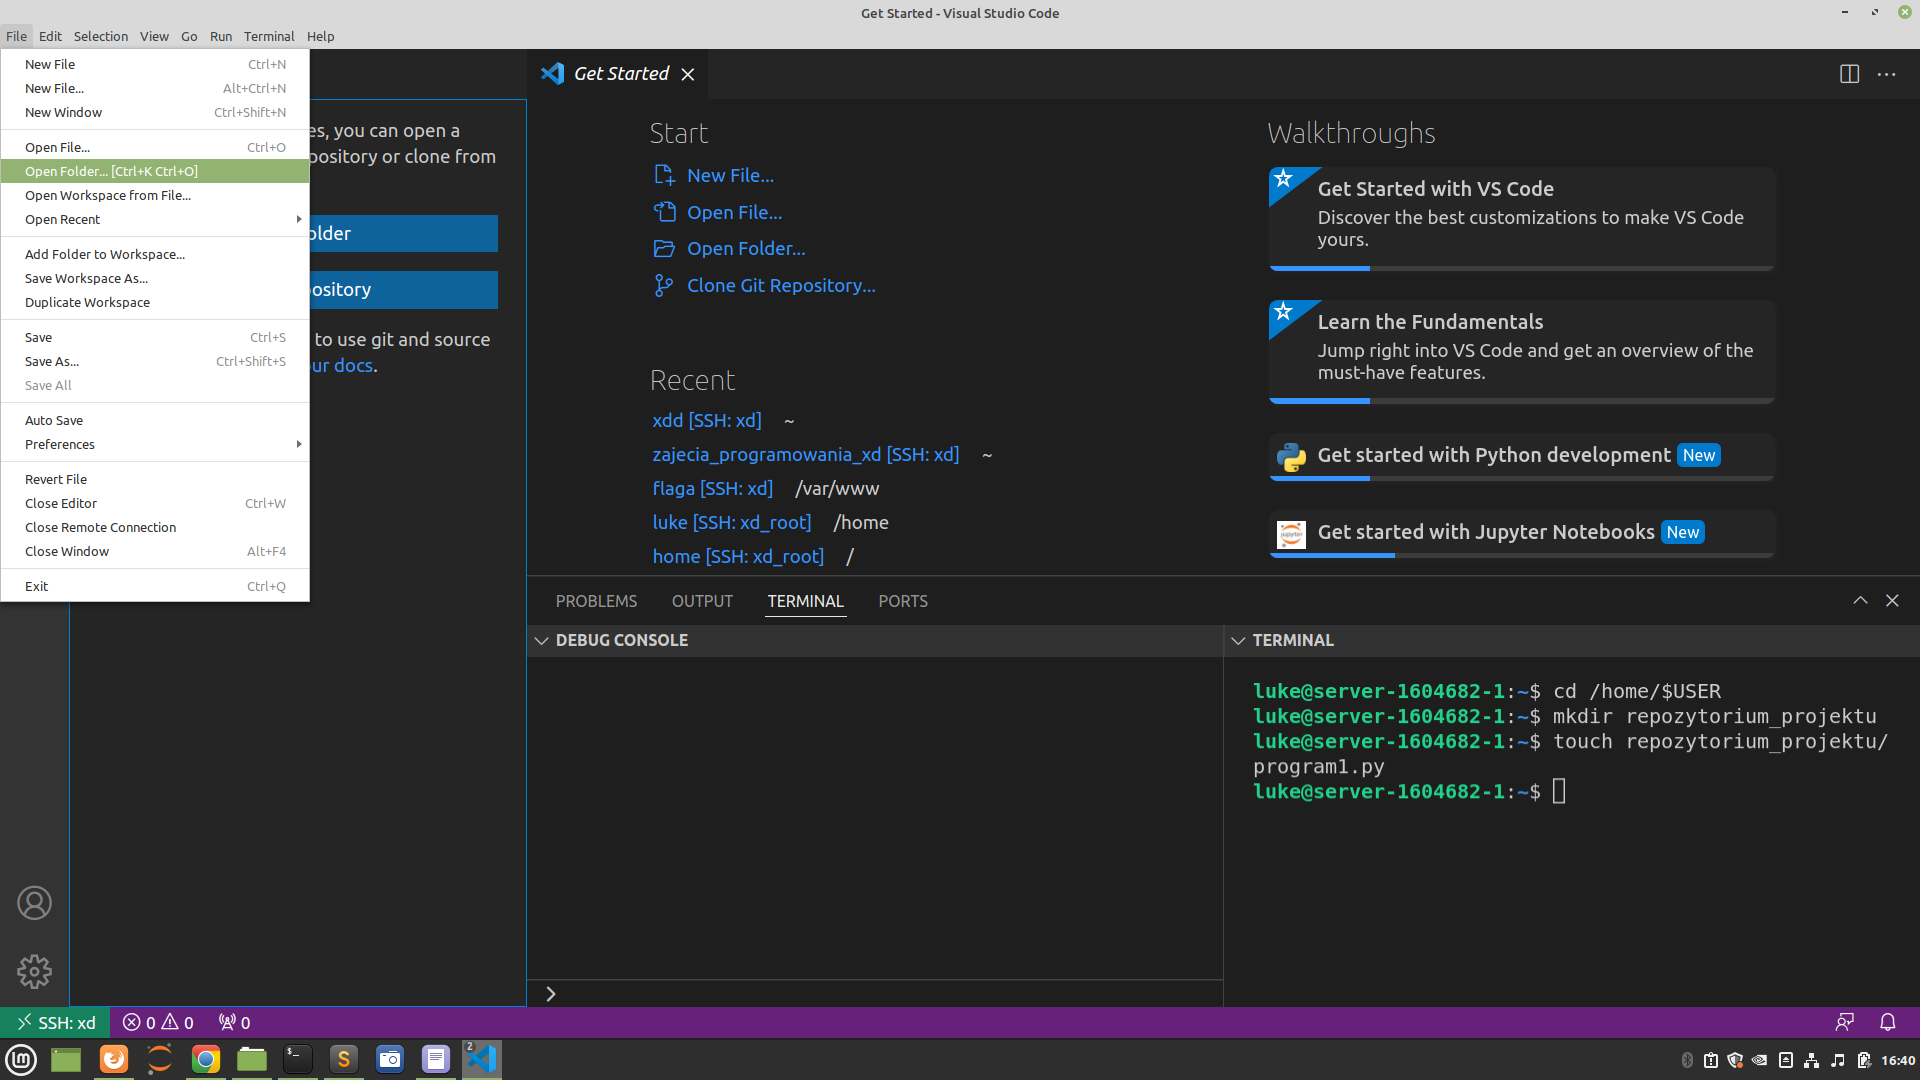 Get Started - Visual Studio Code
File Edit Selection View Go Run Terminal Help
New File Ctrl+N
New File... Alt+Ctrl+N
New Window Ctrl+Shift+N
Open File... Ctrl+O
Open Folder... [Ctrl+K Ctrl+O]
Open Workspace from File...
Open Recent
Add Folder to Workspace...
Save Workspace As...
Duplicate Workspace
Save Ctrl+S
Save As... Ctrl+Shift+S
Save All
Auto Save
Preferences
Revert File
Close Editor Ctrl+W
Close Remote Connection
Close Window Alt+F4
Exit Ctrl+Q
es, you can open a
pository or clone from
older
pository
to use git and source
ur docs.
Get Started
Start
New File...
Open File...
Open Folder...
Clone Git Repository...
Recent
xdd [SSH: xd] ~
zajecia_programowania_xd [SSH: xd] ~
flaga [SSH: xd] /var/www
luke [SSH: xd_root] /home
home [SSH: xd_root] /
Walkthroughs
Get Started with VS Code
Discover the best customizations to make VS Code
yours.
Learn the Fundamentals
Jump right into VS Code and get an overview of the
must-have features.
Get started with Python development New
jupyter
Get started with Jupyter Notebooks New
PROBLEMS OUTPUT TERMINAL PORTS
DEBUG CONSOLE
TERMINAL
luke@server-1604682-1:~$ cd /home/$USER
luke@server-1604682-1:~$ mkdir repozytorium_projektu
luke@server-1604682-1:~$ touch repozytorium_projektu/
program1.py
luke@server-1604682-1:~$
SSH: xd 0 0 0
2
16:40